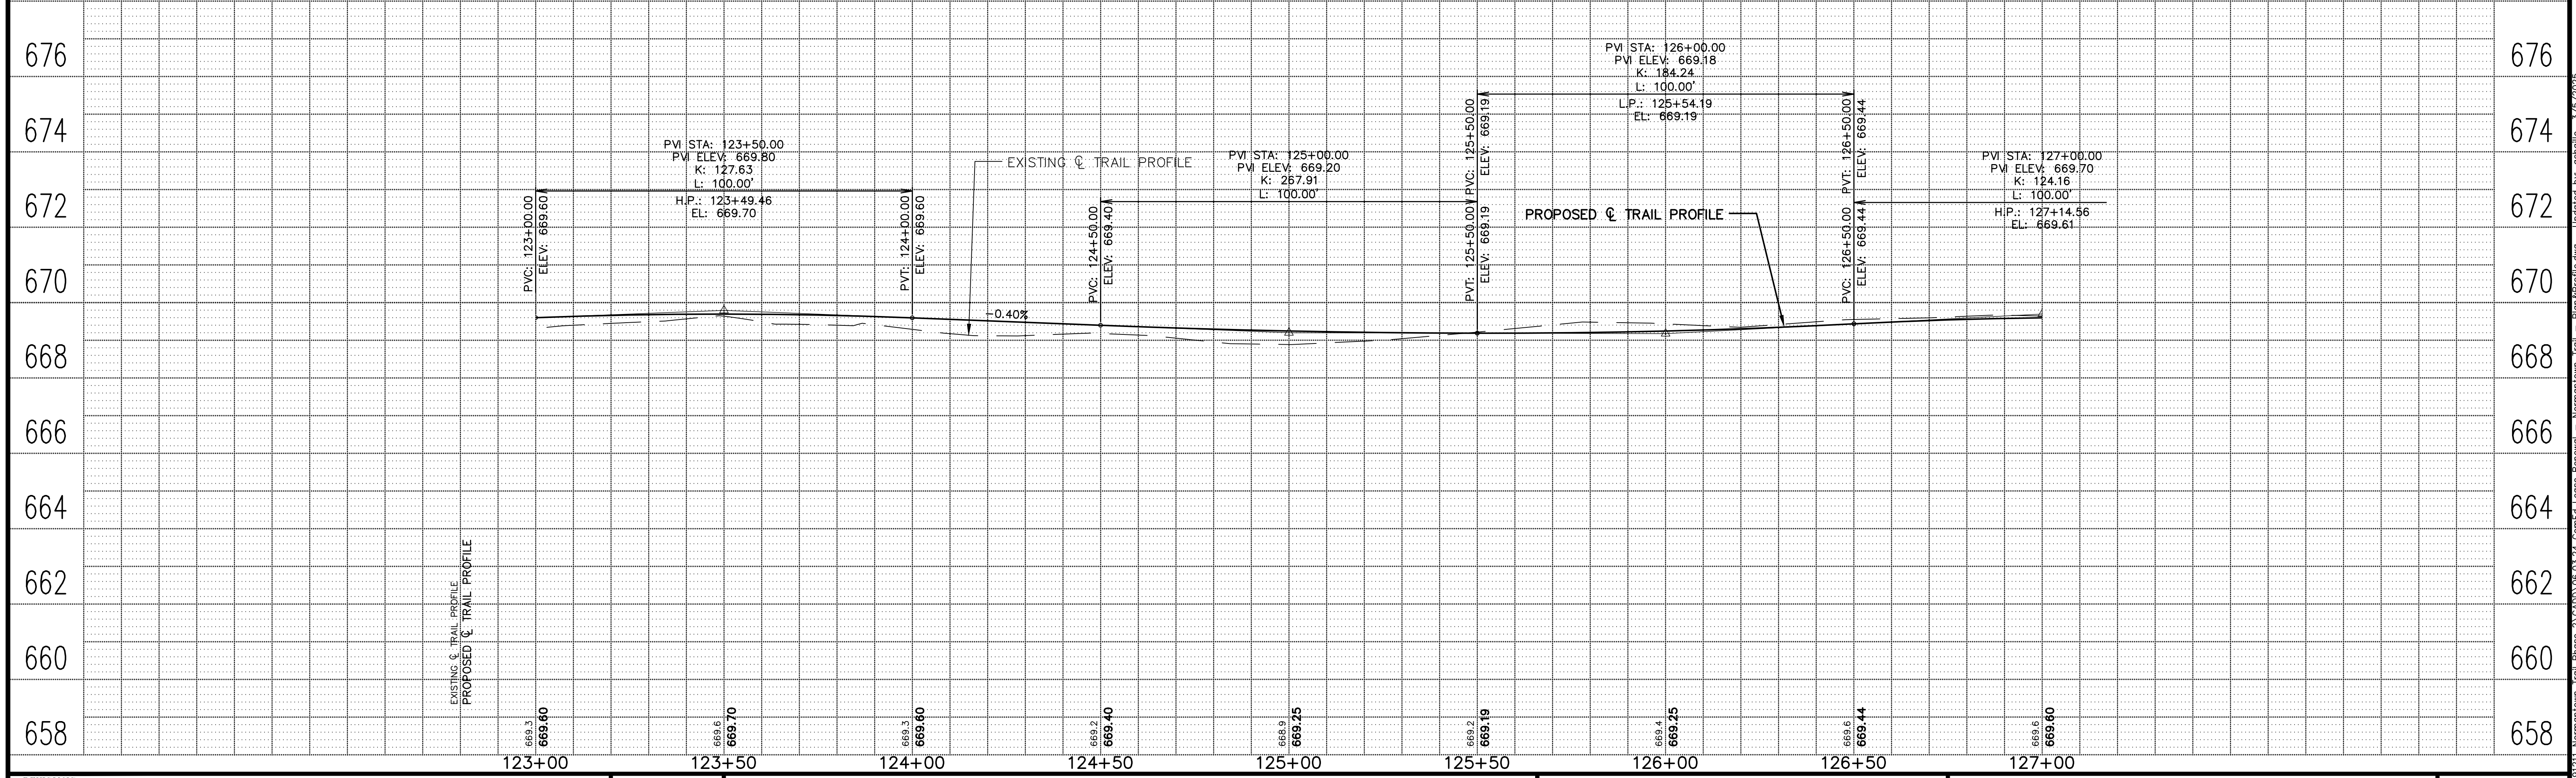 676
674
672
670
668
666
664
662
660
658
PVI STA: 123+50.00
PVI ELEV: 669.80
K: 127.63
L: 100.00'
H.P.: 123+49.46
EL: 669.70
PVC: 123+00.00
ELEV: 669.60
PVT: 124+00.00
ELEV: 669.60
EXISTING ℄ TRAIL PROFILE
-0.40%
PVI STA: 125+00.00
PVI ELEV: 669.20
K: 267.91
L: 100.00'
PVC: 124+50.00
ELEV: 669.40
PVT: 125+50.00
ELEV: 669.19
PVI STA: 126+00.00
PVI ELEV: 669.18
K: 184.24
L: 100.00'
L.P.: 125+54.19
EL: 669.19
PVC: 125+50.00
ELEV: 669.19
PVT: 126+50.00
ELEV: 669.44
PROPOSED ℄ TRAIL PROFILE
PVI STA: 127+00.00
PVI ELEV: 669.70
K: 124.16
L: 100.00'
H.P.: 127+14.56
EL: 669.61
PVC: 126+50.00
ELEV: 669.44
EXISTING ℄ TRAIL PROFILE
PROPOSED ℄ TRAIL PROFILE
669.3
669.60
669.6
669.70
669.3
669.60
669.2
669.40
668.9
669.25
669.2
669.19
669.4
669.25
669.6
669.44
669.6
669.60
123+00 123+50 124+00 124+50 125+00 125+50 126+00 126+50 127+00
676
674
672
670
668
666
664
662
660
658